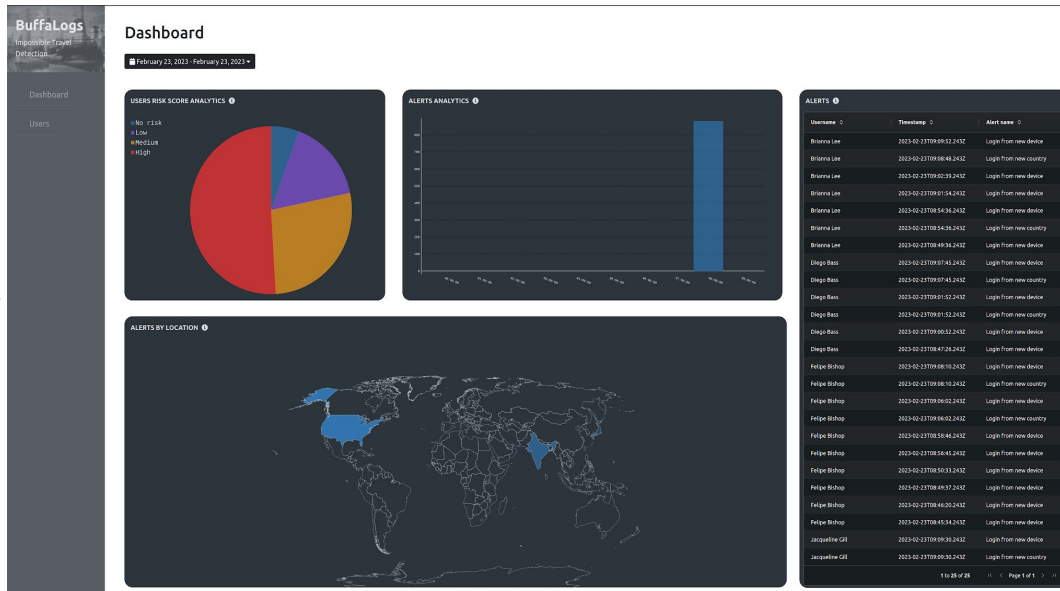 BuffaLogs
Impossible Travel
Detection
Dashboard
Users
Dashboard
February 23, 2023 - February 23, 2023
USERS RISK SCORE ANALYTICS
No risk
Low
Medium
High
ALERTS ANALYTICS
ALERTS BY LOCATION
ALERTS
Username Timestamp Alert name
Brianna Lee 2023-02-23T09:09:52.243Z Login from new device
Brianna Lee 2023-02-23T09:08:48.243Z Login from new country
Brianna Lee 2023-02-23T09:02:39.243Z Login from new device
Brianna Lee 2023-02-23T09:01:54.243Z Login from new device
Brianna Lee 2023-02-23T08:54:36.243Z Login from new device
Brianna Lee 2023-02-23T08:54:36.243Z Login from new country
Brianna Lee 2023-02-23T08:49:36.243Z Login from new device
Diego Bass 2023-02-23T09:07:45.243Z Login from new device
Diego Bass 2023-02-23T09:07:45.243Z Login from new country
Diego Bass 2023-02-23T09:01:52.243Z Login from new device
Diego Bass 2023-02-23T09:01:52.243Z Login from new country
Diego Bass 2023-02-23T09:00:52.243Z Login from new device
Diego Bass 2023-02-23T08:47:26.243Z Login from new device
Felipe Bishop 2023-02-23T09:08:10.243Z Login from new device
Felipe Bishop 2023-02-23T09:08:10.243Z Login from new country
Felipe Bishop 2023-02-23T09:06:02.243Z Login from new device
Felipe Bishop 2023-02-23T09:06:02.243Z Login from new country
Felipe Bishop 2023-02-23T08:58:46.243Z Login from new device
Felipe Bishop 2023-02-23T08:56:45.243Z Login from new device
Felipe Bishop 2023-02-23T08:50:33.243Z Login from new device
Felipe Bishop 2023-02-23T08:49:37.243Z Login from new device
Felipe Bishop 2023-02-23T08:46:20.243Z Login from new device
Felipe Bishop 2023-02-23T08:45:34.243Z Login from new device
Jacqueline Gill 2023-02-23T09:09:30.243Z Login from new device
Jacqueline Gill 2023-02-23T09:09:30.243Z Login from new country
1 to 25 of 25 Page 1 of 1